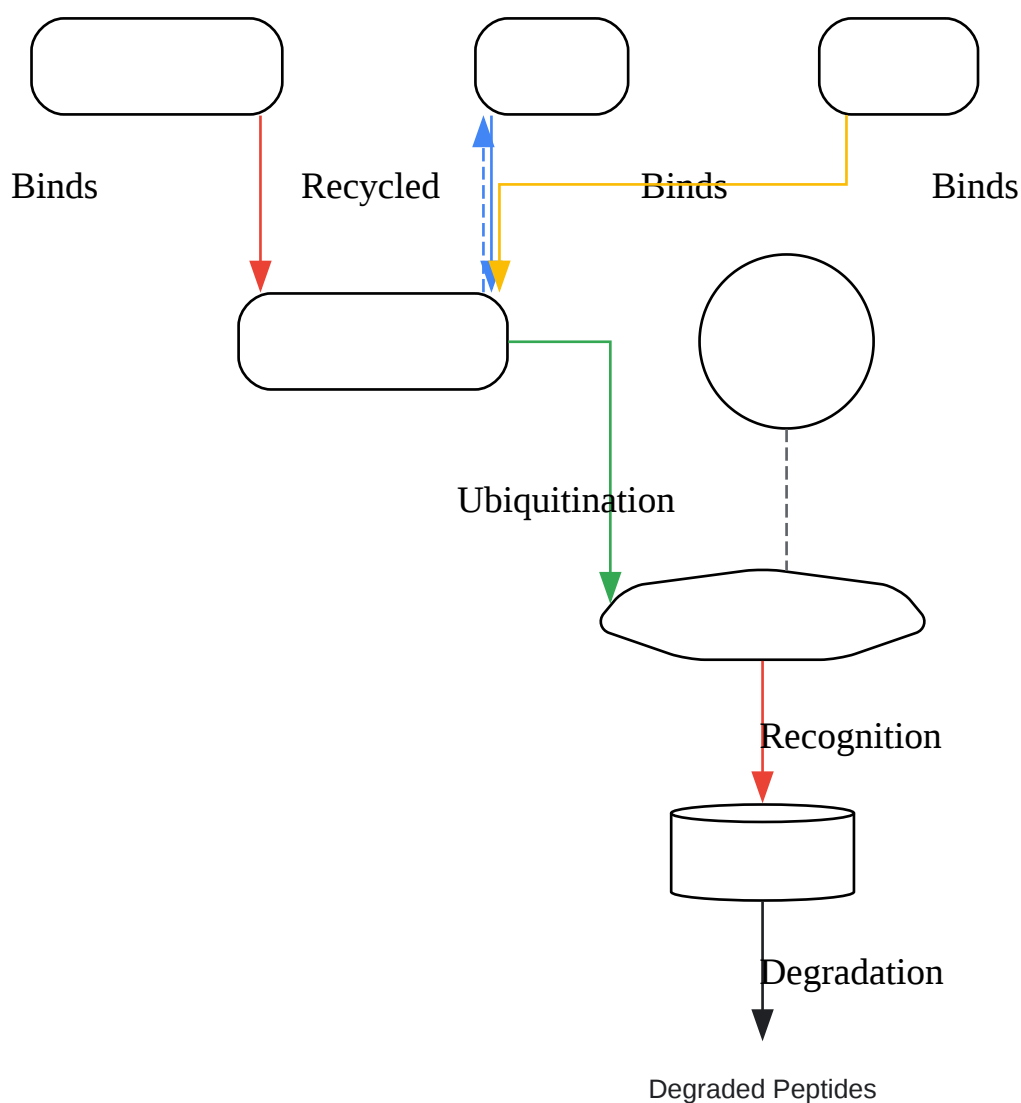 Binds
Recycled
Binds
Binds
Ubiquitination
Recognition
Degradation
Degraded Peptides